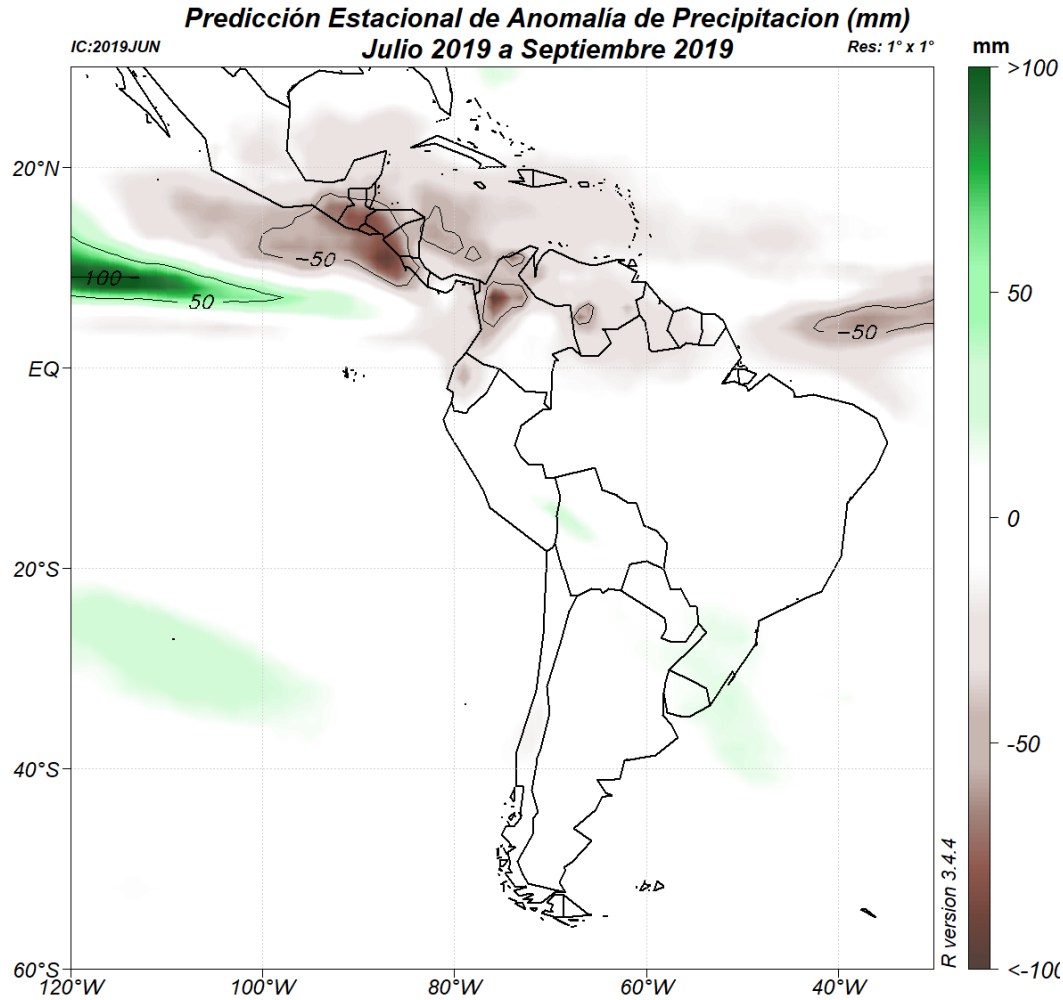 Predicción Estacional de Anomalía de Precipitacion (mm)
IC:2019JUN
Julio 2019 a Septiembre 2019
Res: 1° x 1°
mm
>100
20°N
−50
100
50
50
−50
EQ
0
20°S
-50
40°S
R version 3.4.4
60°S
<-100
120°W
100°W
80°W
60°W
40°W